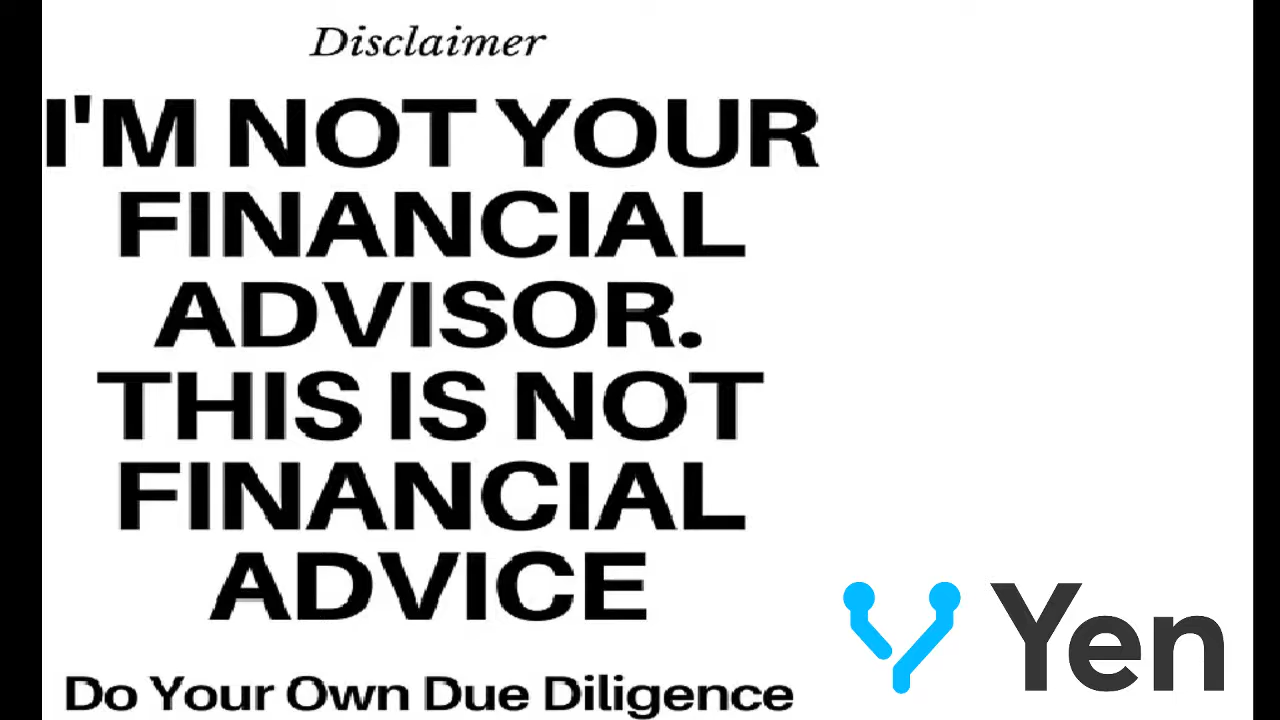 Disclaimer
I'M NOT YOUR
FINANCIAL
ADVISOR.
THIS IS NOT
FINANCIAL
ADVICE
Do Your Own Due Diligence
Yen